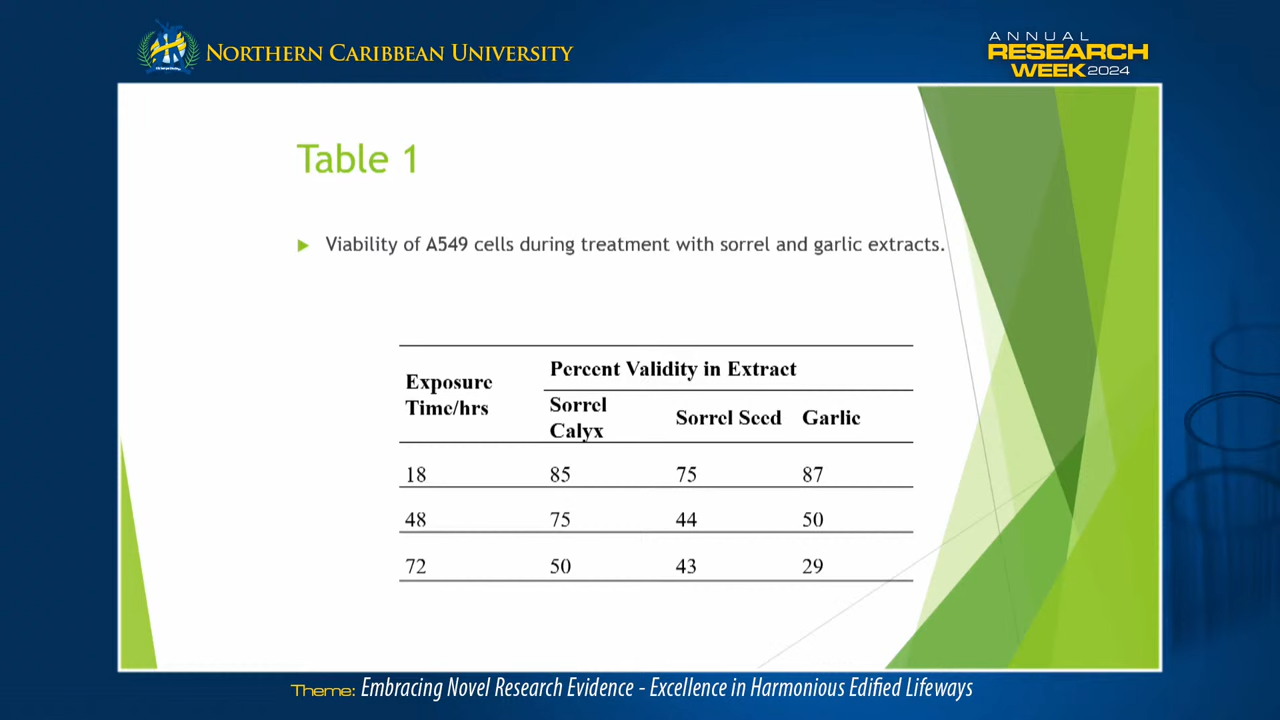 NORTHERN CARIBBEAN UNIVERSITY
ANNUAL
RESEARCH
WEEK 2024
Table 1
Viability of A549 cells during treatment with sorrel and garlic extracts.
Exposure
Time/hrs
Percent Validity in Extract
Sorrel
Calyx
Sorrel Seed
Garlic
18 85 75 87
48 75 44 50
72 50 43 29
Theme: Embracing Novel Research Evidence - Excellence in Harmonious Edified Lifeways